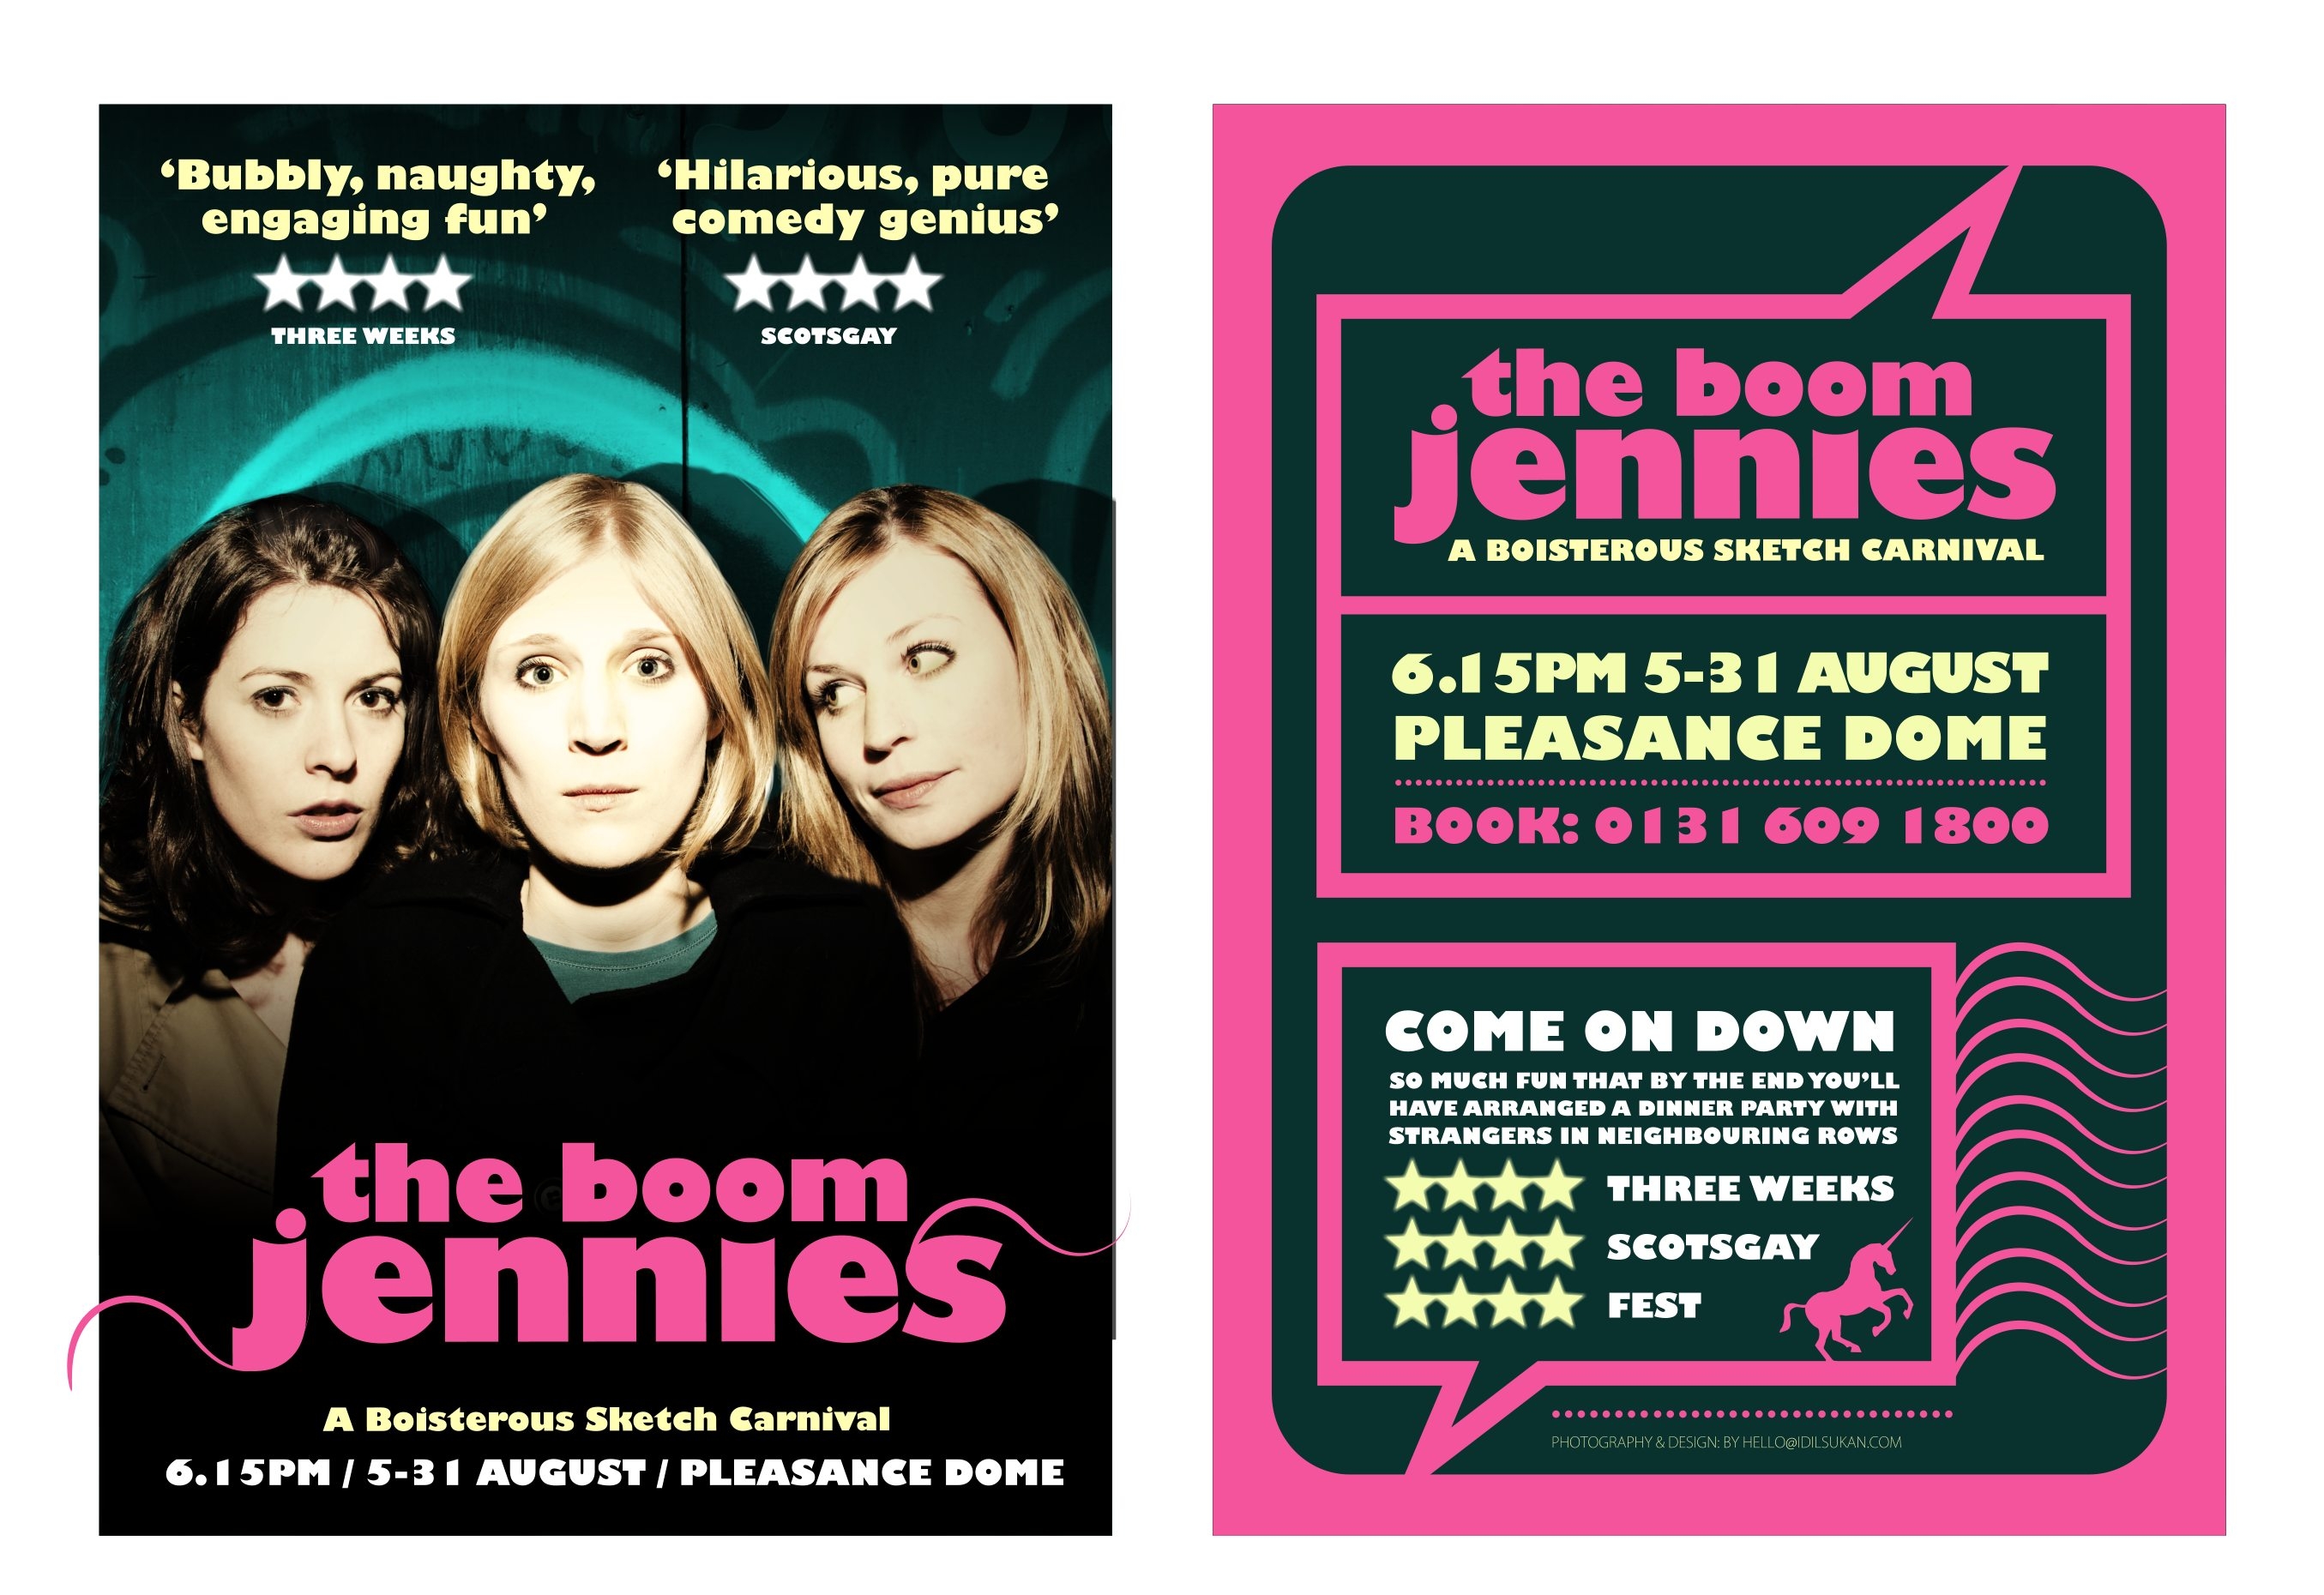 ‘Bubbly, naughty,
engaging fun’
THREE WEEKS
‘Hilarious, pure
comedy genius’
SCOTSGAY
the boom
jennies
A Boisterous Sketch Carnival
6.15PM / 5-31 AUGUST / PLEASANCE DOME
the boom
jennies
A BOISTEROUS SKETCH CARNIVAL
6.15PM 5-31 AUGUST
PLEASANCE DOME
BOOK: 0131 609 1800
COME ON DOWN
SO MUCH FUN THAT BY THE END YOU’LL
HAVE ARRANGED A DINNER PARTY WITH
STRANGERS IN NEIGHBOURING ROWS
THREE WEEKS
SCOTSGAY
FEST
PHOTOGRAPHY & DESIGN: BY HELLO@IDILSUKAN.COM